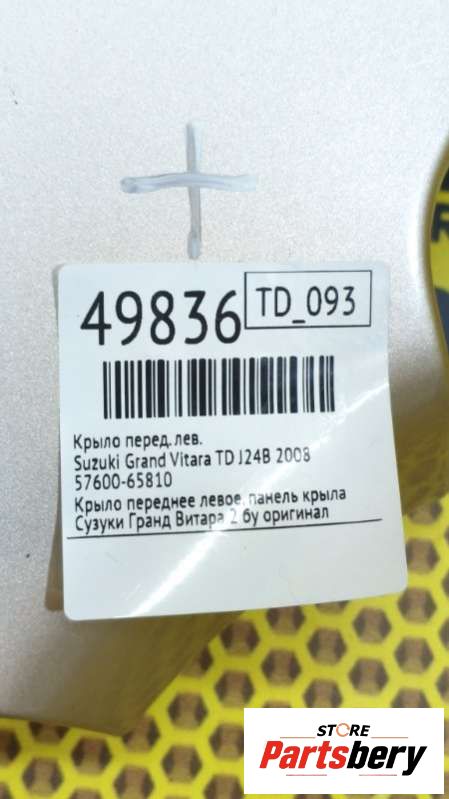 49836
TD_093
Крыло перед. лев.
Suzuki Grand Vitara TD J24B 2008
57600-65810
Крыло переднее левое, панель крыла
Сузуки Гранд Витара 2 бу оригинал
STORE
Partsbery